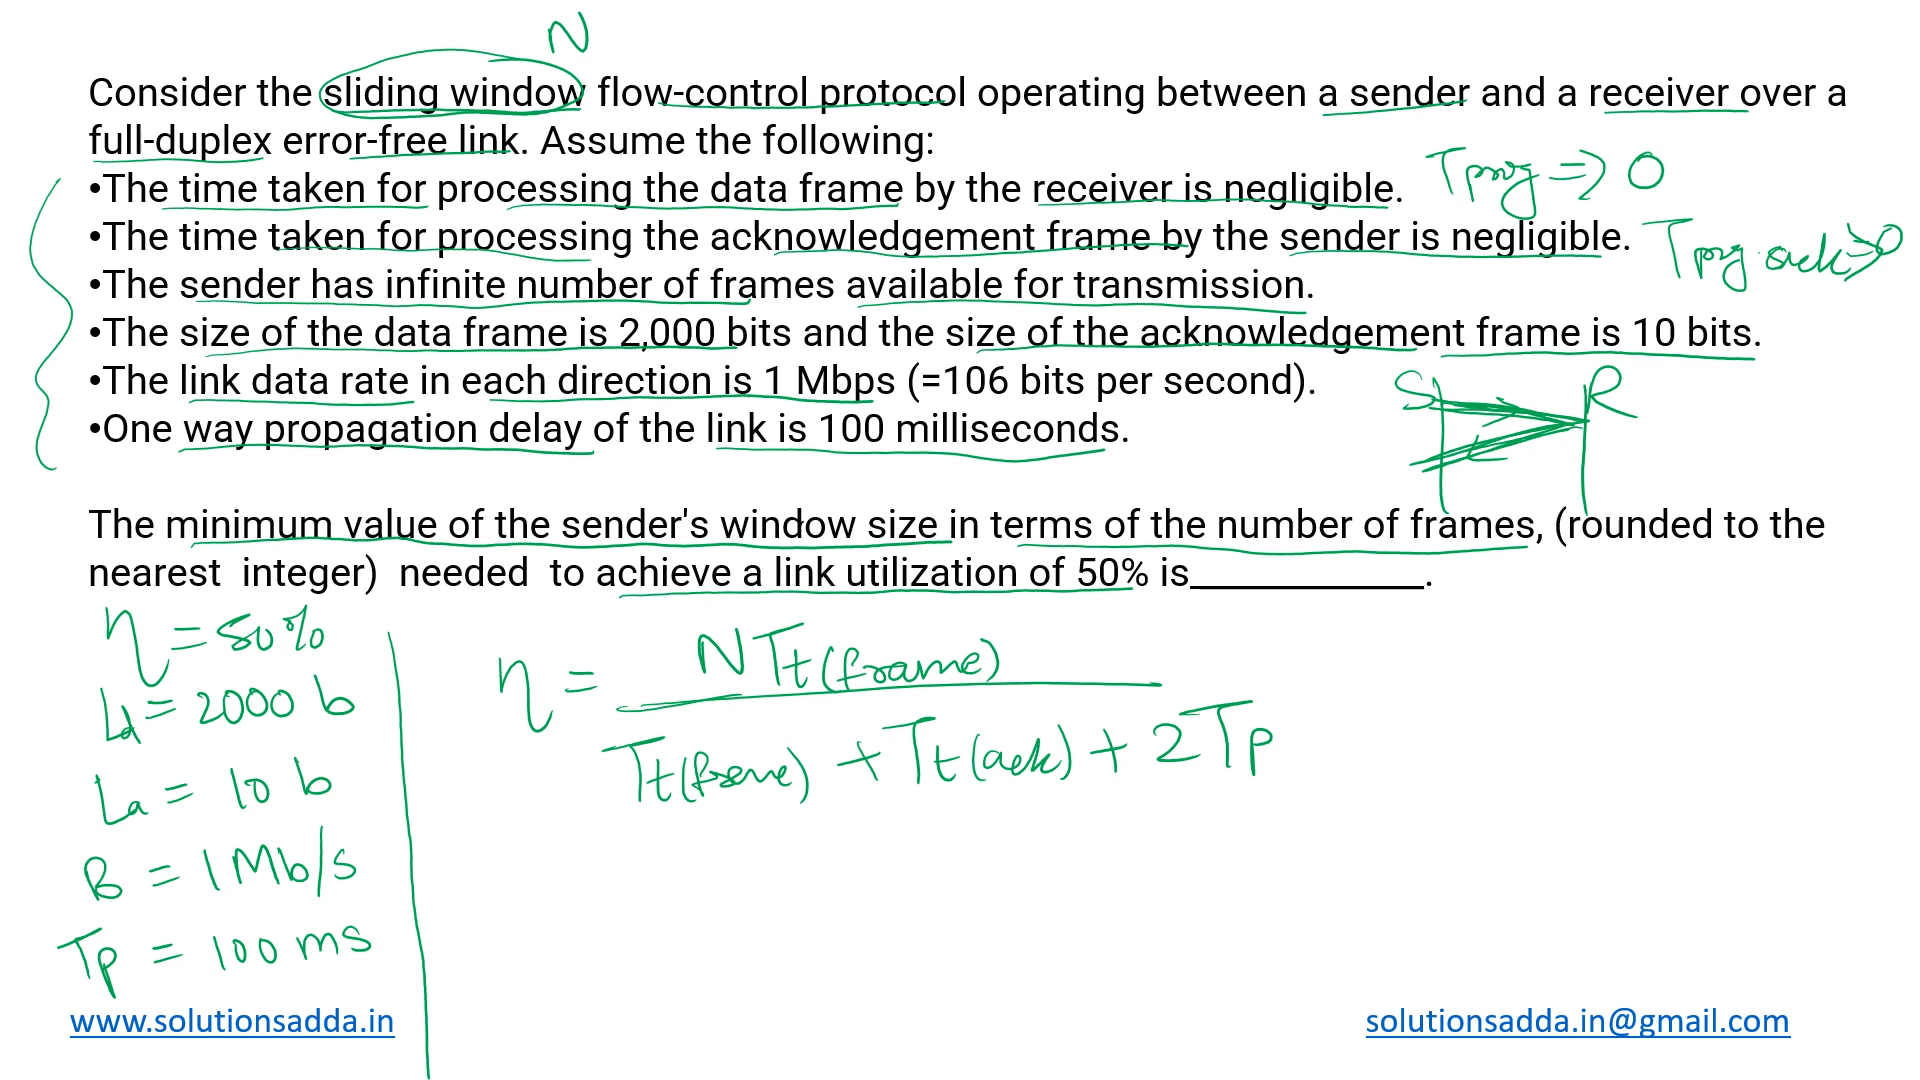 N
Consider the sliding window flow-control protocol operating between a sender and a receiver over a
full-duplex error-free link. Assume the following:
•The time taken for processing the data frame by the receiver is negligible. Tprog => 0
•The time taken for processing the acknowledgement frame by the sender is negligible.
•The sender has infinite number of frames available for transmission.
•The size of the data frame is 2,000 bits and the size of the acknowledgement frame is 10 bits.
•The link data rate in each direction is 1 Mbps (=106 bits per second). S R
•One way propagation delay of the link is 100 milliseconds.
The minimum value of the sender's window size in terms of the number of frames, (rounded to the
nearest integer) needed to achieve a link utilization of 50% is____________.
η = 50%
Ld = 2000 b
La = 10 b
B = 1 Mb/s
Tp = 100 ms
η = N Tt(frame)
Tt(frame) + Tt(ack) + 2Tp
www.solutionsadda.in
solutionsadda.in@gmail.com